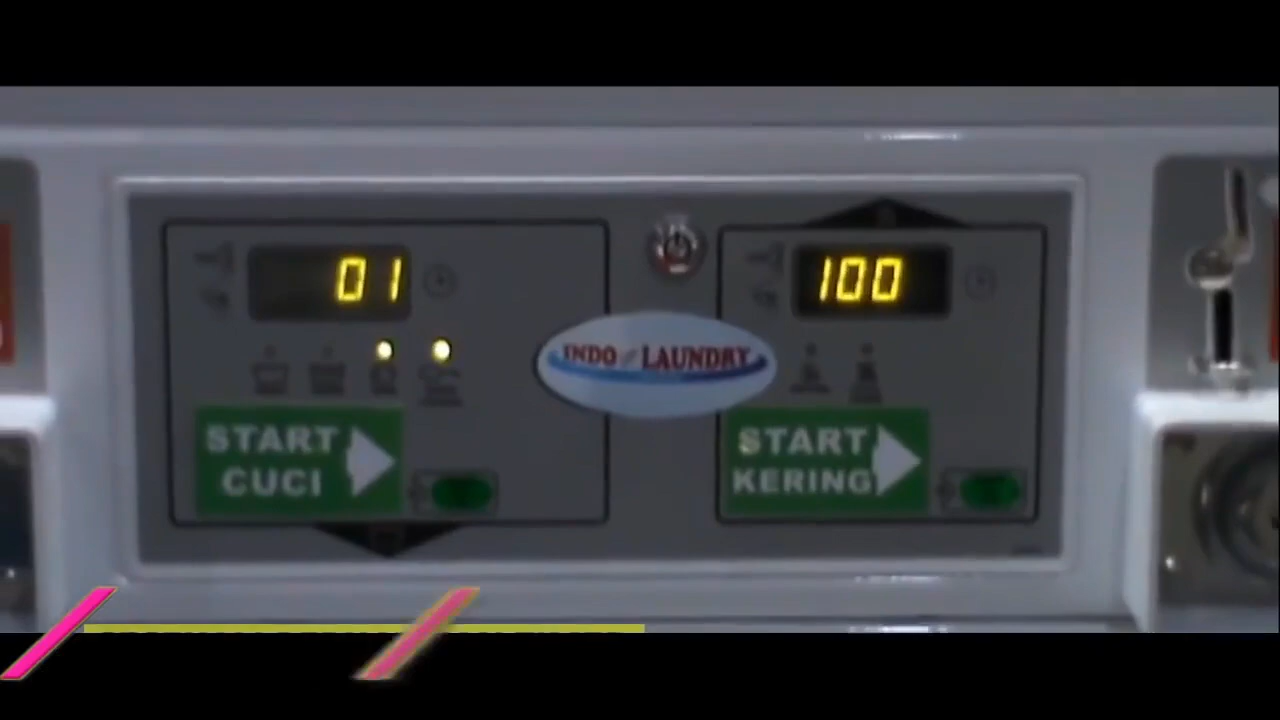 01
100
INDO LAUNDRY
START
CUCI
START
KERING